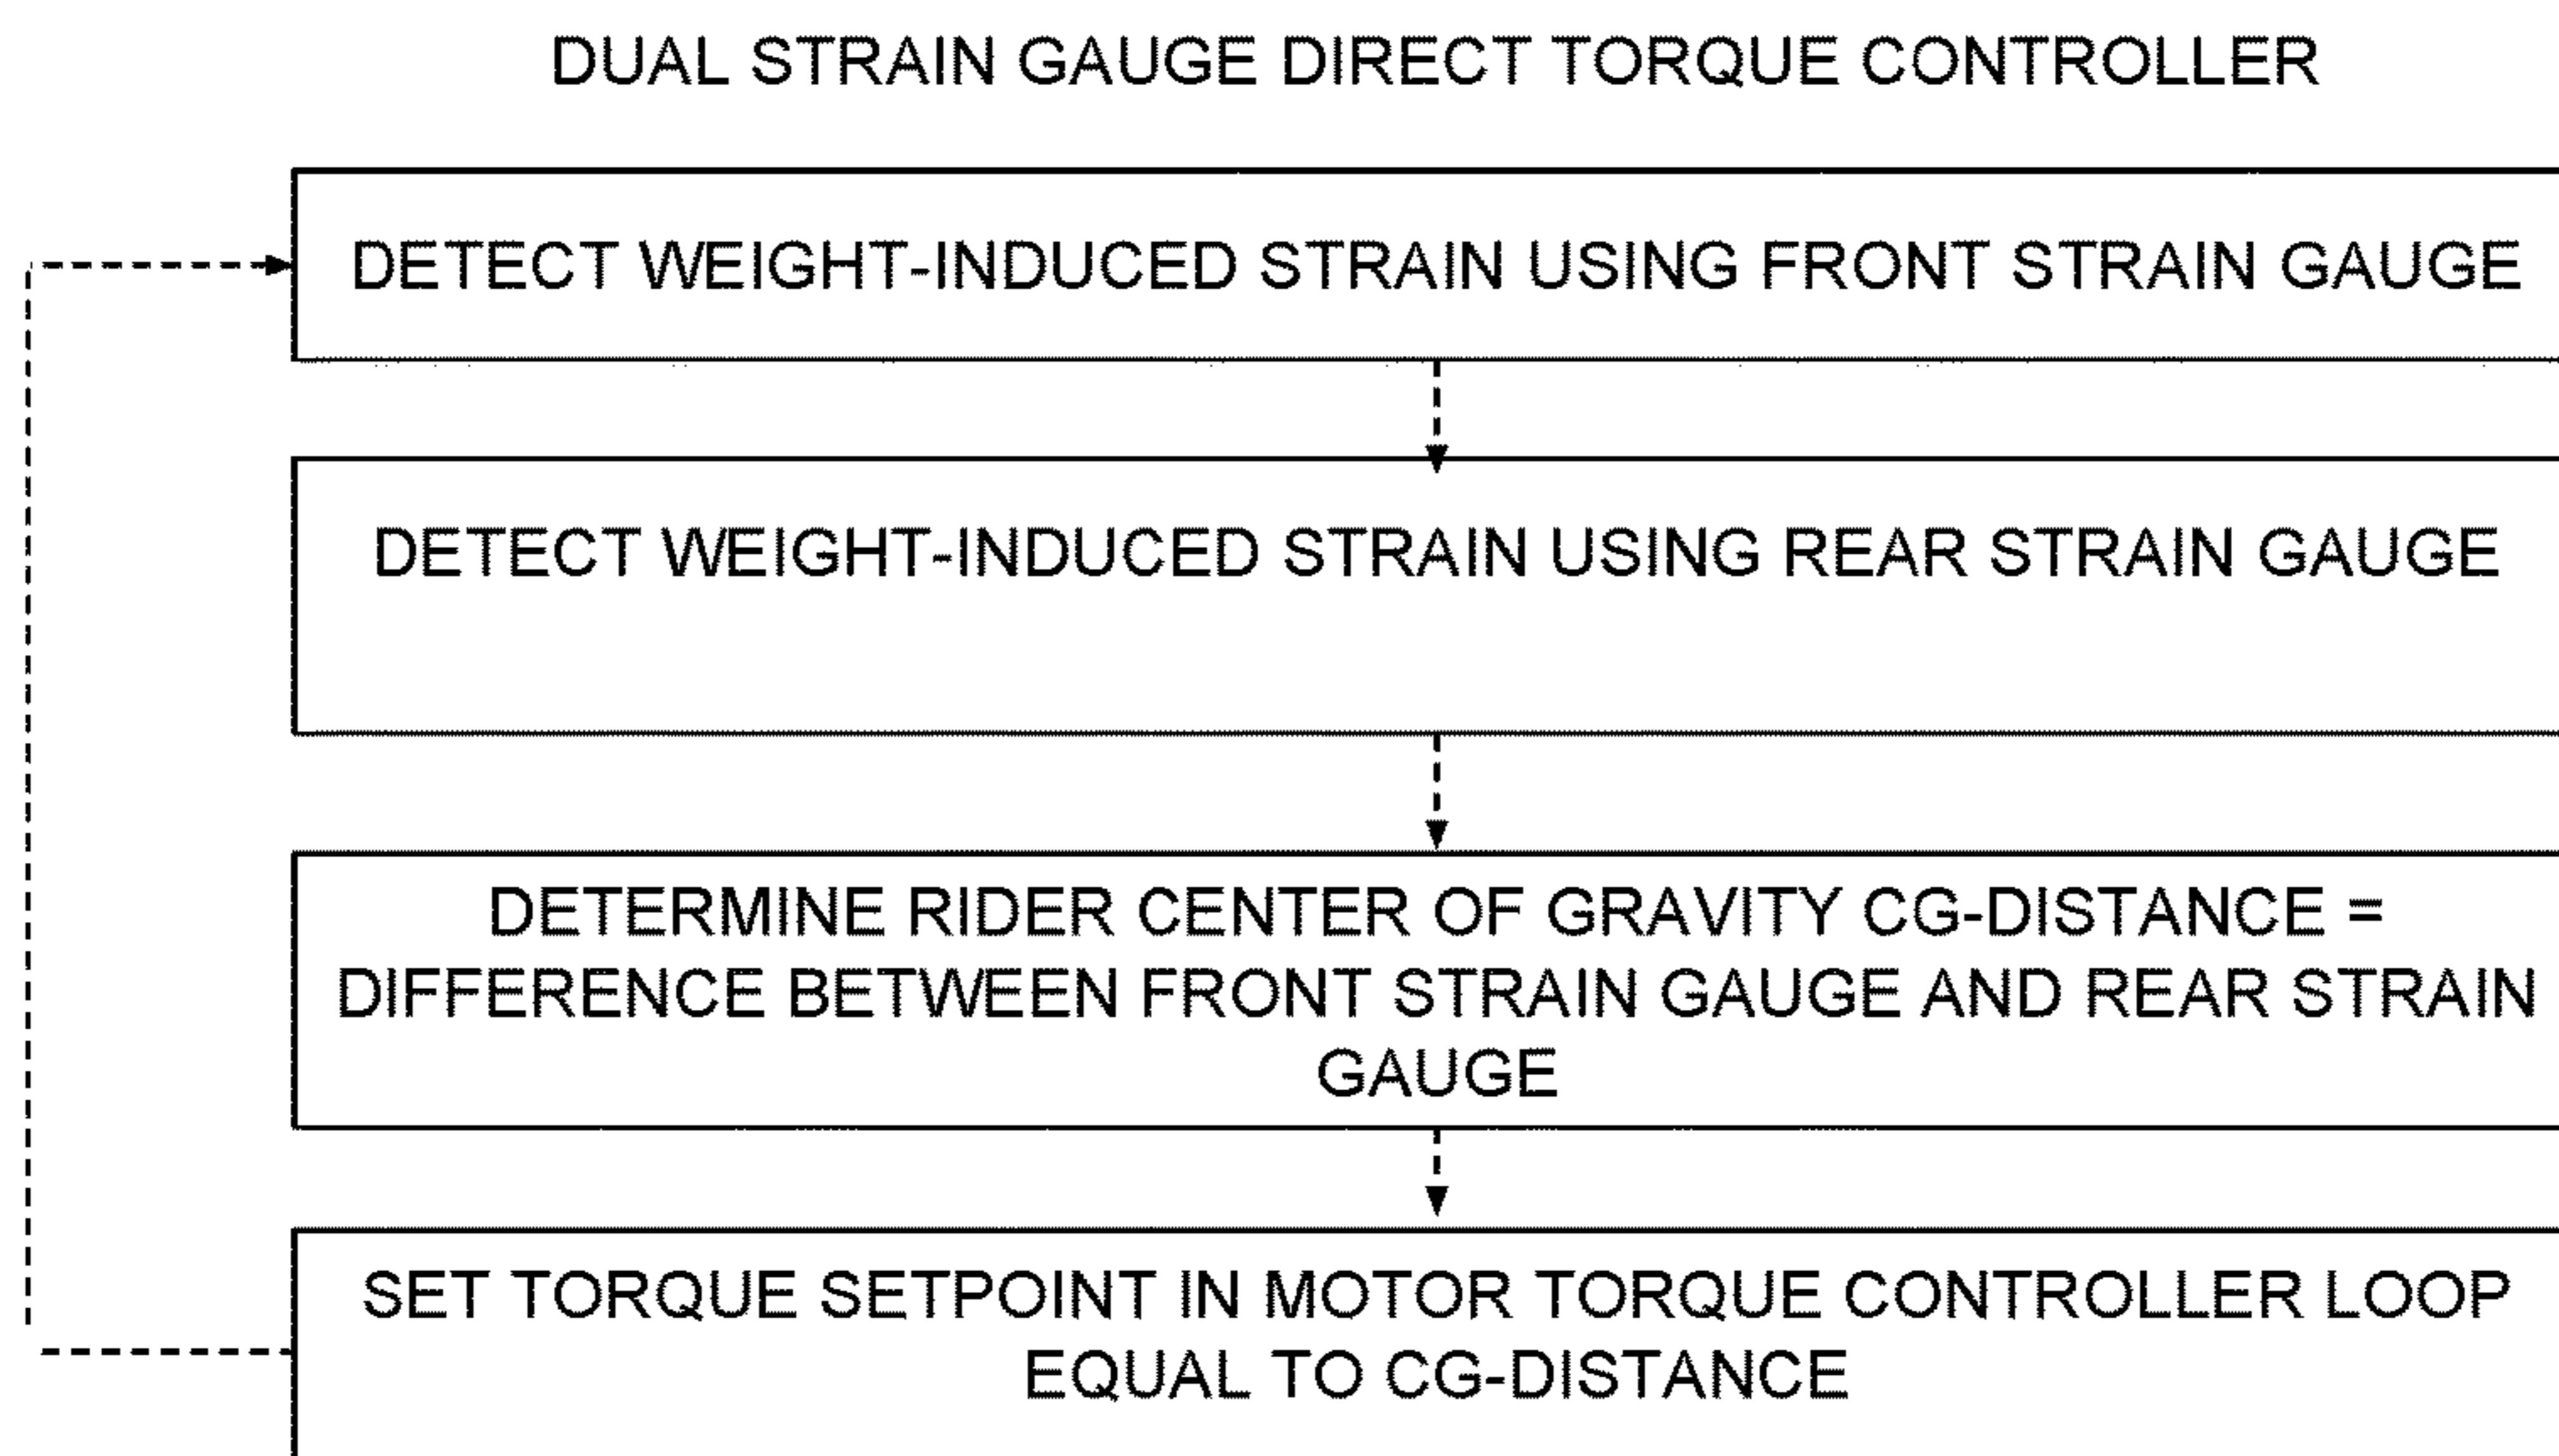 DUAL STRAIN GAUGE DIRECT TORQUE CONTROLLER
DETECT WEIGHT-INDUCED STRAIN USING FRONT STRAIN GAUGE
DETECT WEIGHT-INDUCED STRAIN USING REAR STRAIN GAUGE
DETERMINE RIDER CENTER OF GRAVITY CG-DISTANCE =
DIFFERENCE BETWEEN FRONT STRAIN GAUGE AND REAR STRAIN
GAUGE
SET TORQUE SETPOINT IN MOTOR TORQUE CONTROLLER LOOP
EQUAL TO CG-DISTANCE